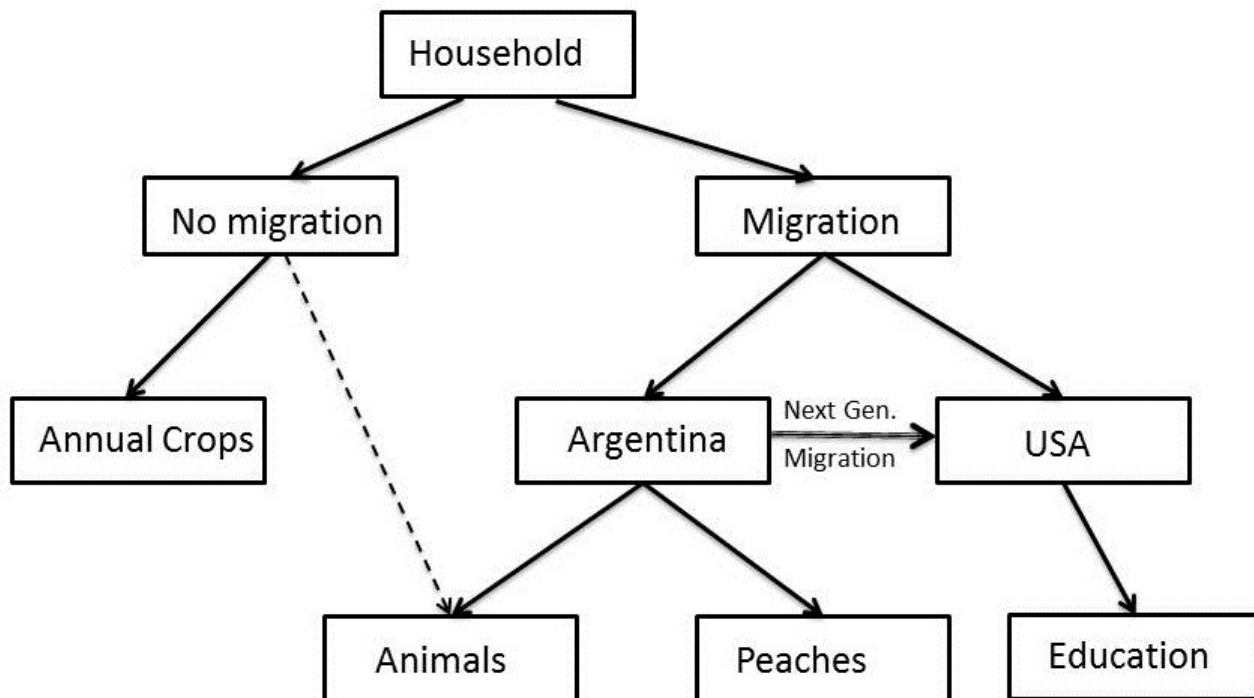 Household
No migration
Migration
Annual Crops
Argentina
Next Gen.
Migration
USA
Animals
Peaches
Education